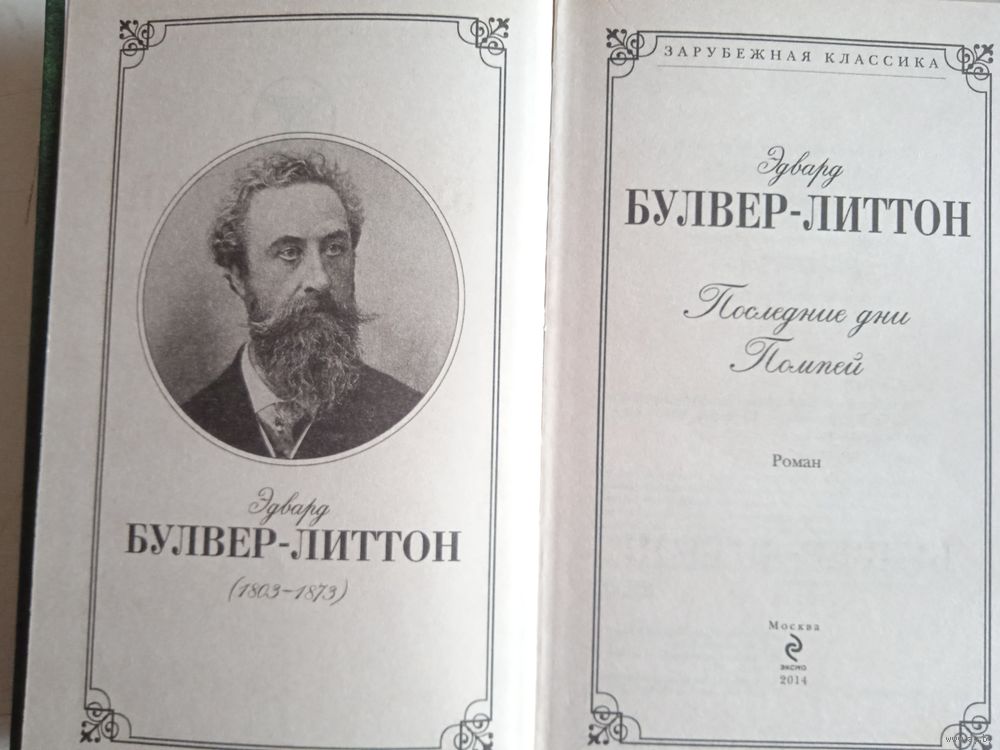 Эдвард
БУЛВЕР-ЛИТТОН
(1803–1873)
ЗАРУБЕЖНАЯ КЛАССИКА
Эдвард
БУЛВЕР-ЛИТТОН
Последние дни
Помпей
Роман
Москва
ЭКСМО
2014